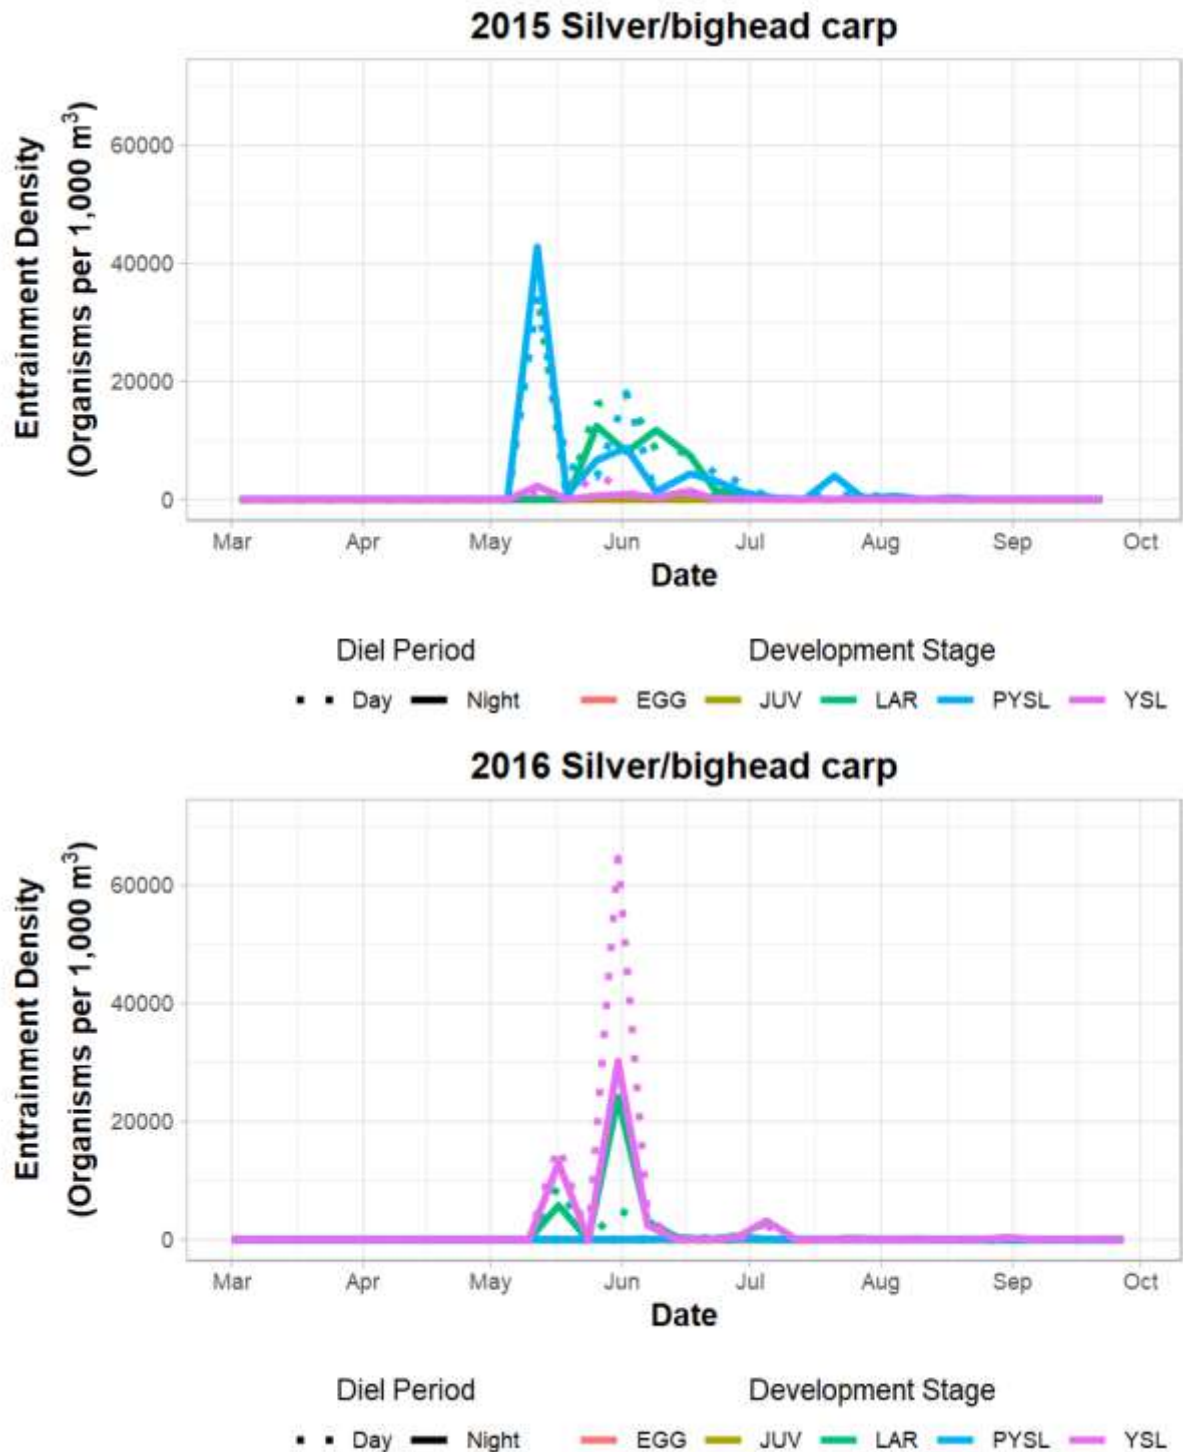 2015 Silver/bighead carp
Entrainment Density
(Organisms per 1,000 m³)
60000
40000
20000
0
Mar Apr May Jun Jul Aug Sep Oct
Date
Diel Period Development Stage
Day Night EGG JUV LAR PYSL YSL
2016 Silver/bighead carp
Entrainment Density
(Organisms per 1,000 m³)
60000
40000
20000
0
Mar Apr May Jun Jul Aug Sep Oct
Date
Diel Period Development Stage
Day Night EGG JUV LAR PYSL YSL